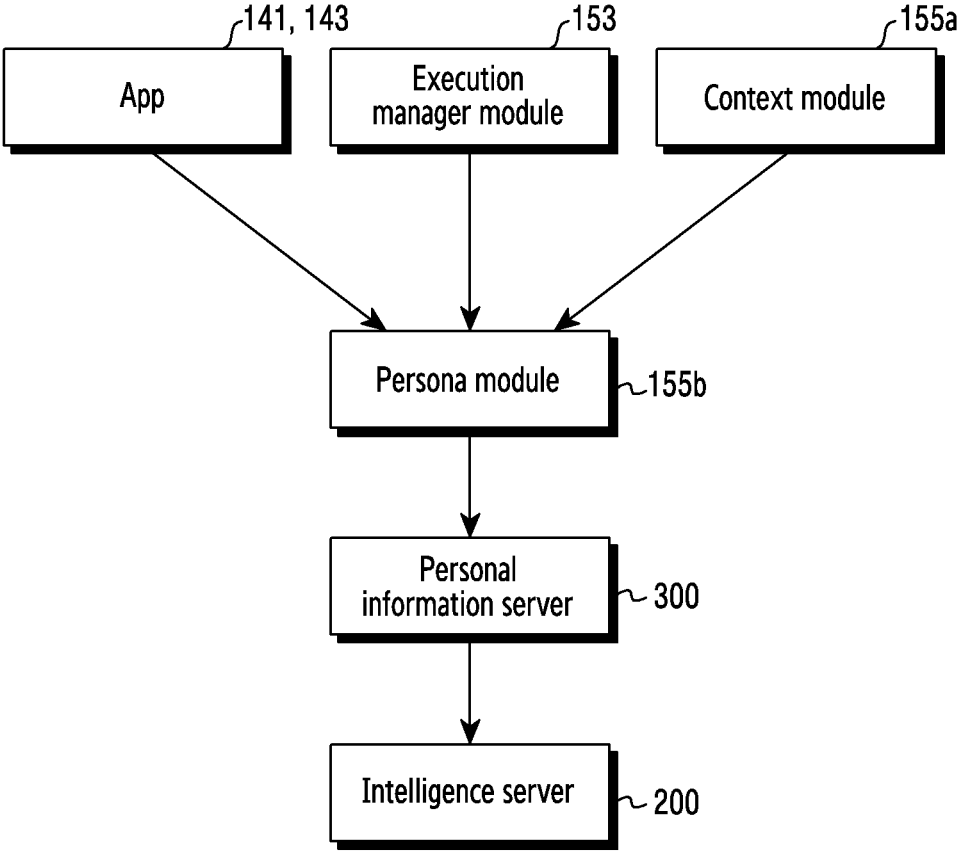 141, 143
153
155a
App
Execution
manager module
Context module
Persona module
155b
Personal
information server
300
Intelligence server
200